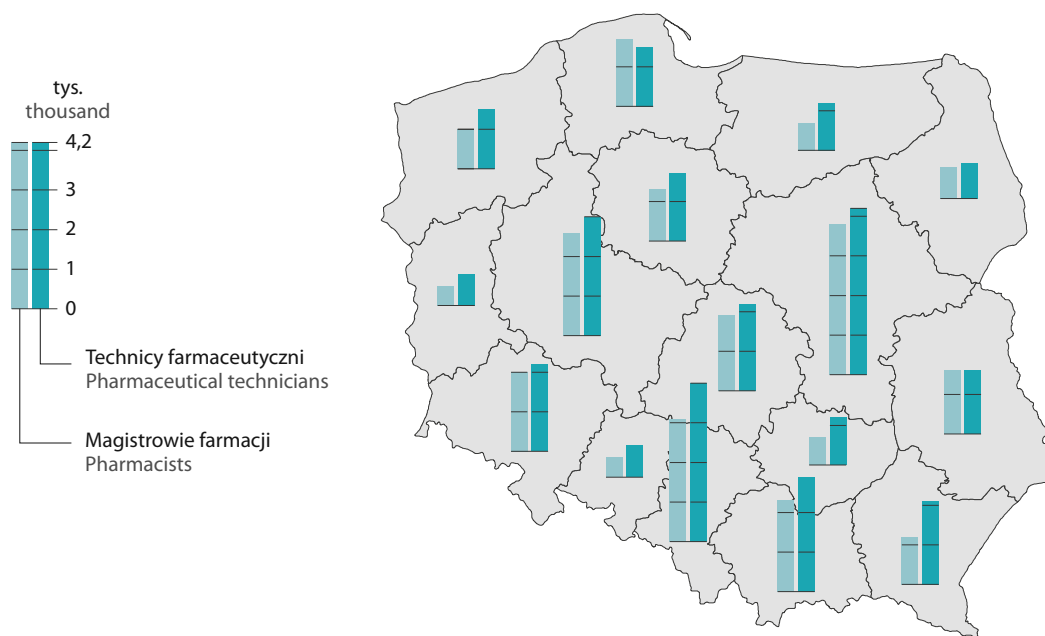 tys.
thousand
4,2
3
2
1
0
Technicy farmaceutyczni
Pharmaceutical technicians
Magistrowie farmacji
Pharmacists